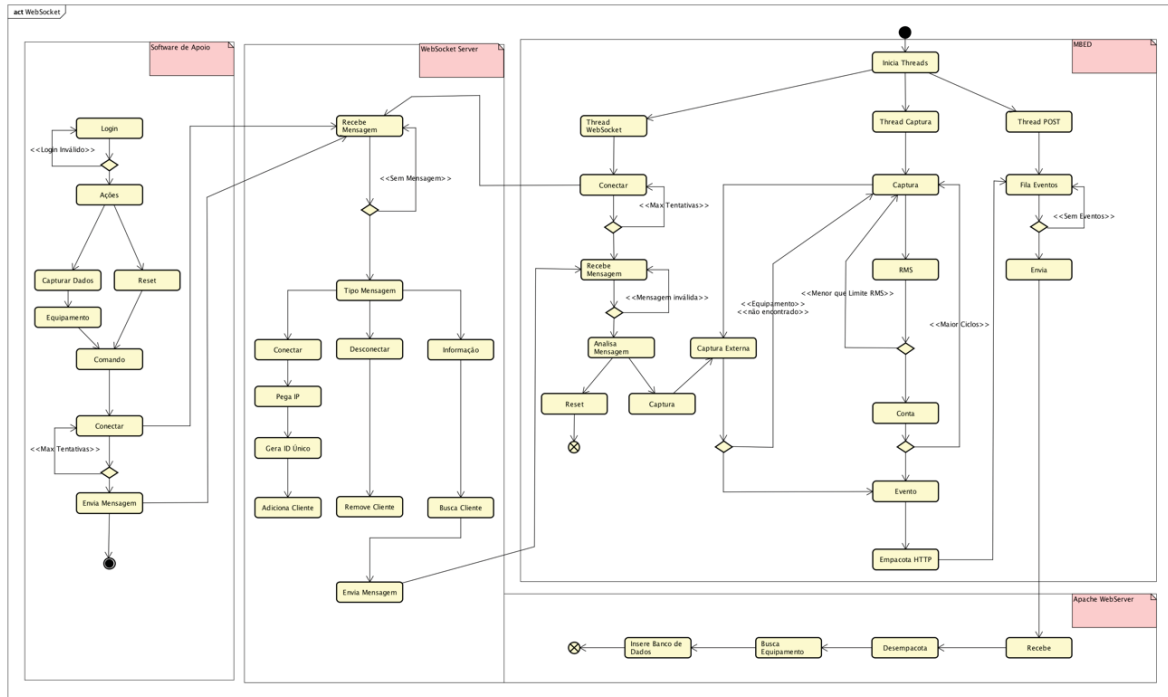 act WebSocket
Software de Apoio
Login
<<Login Inválido>>
Ações
Capturar Dados
Reset
Equipamento
Comando
Conectar
<<Max Tentativas>>
Envia Mensagem
WebSocket Server
Recebe
Mensagem
<<Sem Mensagem>>
Tipo Mensagem
Conectar
Desconectar
Informação
Pega IP
Gera ID Único
Adiciona Cliente
Remove Cliente
Busca Cliente
Envia Mensagem
MBED
Inicia Threads
Thread
WebSocket
Thread Captura
Thread POST
Conectar
<<Max Tentativas>>
Captura
Fila Eventos
<<Sem Eventos>>
Recebe
Mensagem
<<Mensagem inválida>>
RMS
Envia
<<Equipamento>>
<<não encontrado>>
<<Menor que Limite RMS>>
<<Maior Ciclos>>
Analisa
Mensagem
Captura Externa
Reset
Captura
Conta
Evento
Empacota HTTP
Apache WebServer
Insere Banco de
Dados
Busca
Equipamento
Desempacota
Recebe